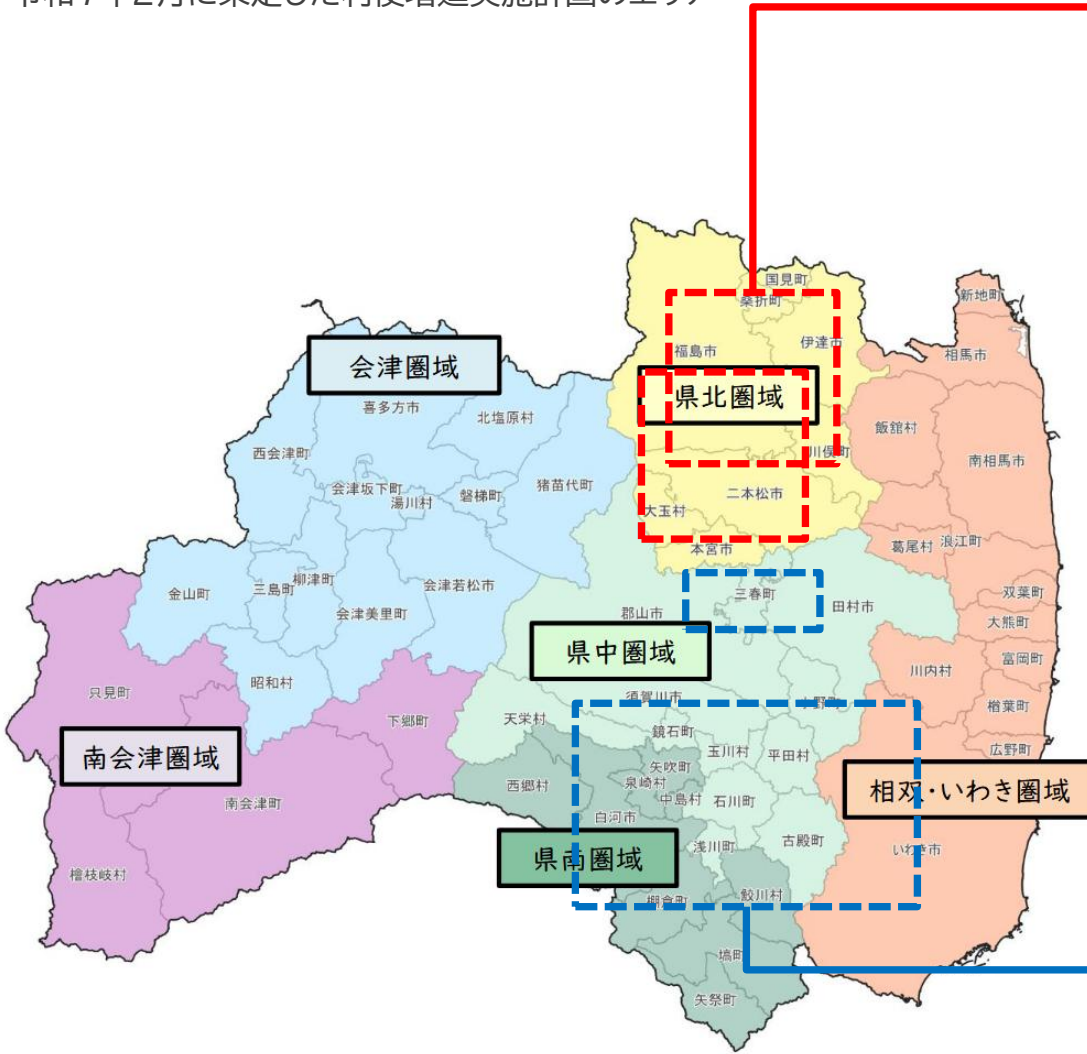 国見町
桑折町
新地町
福島市
伊達市
相馬市
会津圏域
県北圏域
喜多方市
北塩原村
飯舘村
川俣町
西会津町
南相馬市
会津坂下町
磐梯町
猪苗代町
二本松市
湯川村
大玉村
本宮市
葛尾村
浪江町
金山町
三島町
柳津町
会津若松市
三春町
双葉町
会津美里町
郡山市
田村市
大熊町
県中圏域
川内村
富岡町
只見町
昭和村
須賀川市
小野町
楢葉町
下郷町
天栄村
鏡石町
玉川村
平田村
広野町
南会津圏域
西郷村
矢吹町
泉崎村
中島村
石川町
相双・いわき圏域
南会津町
白河市
古殿町
県南圏域
浅川町
いわき市
檜枝岐村
棚倉町
鮫川村
塙町
矢祭町